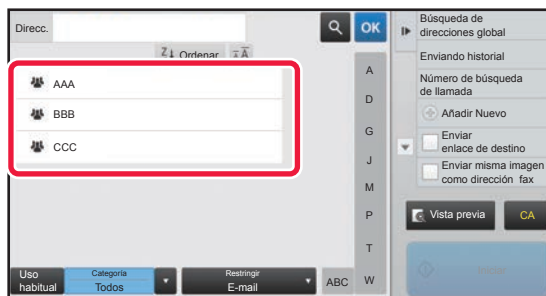 Direcc.
OK
Ordenar
AAA
BBB
CCC
A
D
G
J
M
P
T
W
ABC
Uso
habitual
Categoría
Todos
Restringir
E-mail
Búsqueda de
direcciones global
Enviando historial
Número de búsqueda
de llamada
Añadir Nuevo
Enviar
enlace de destino
Enviar misma imagen
como dirección fax
Vista previa
CA
Iniciar